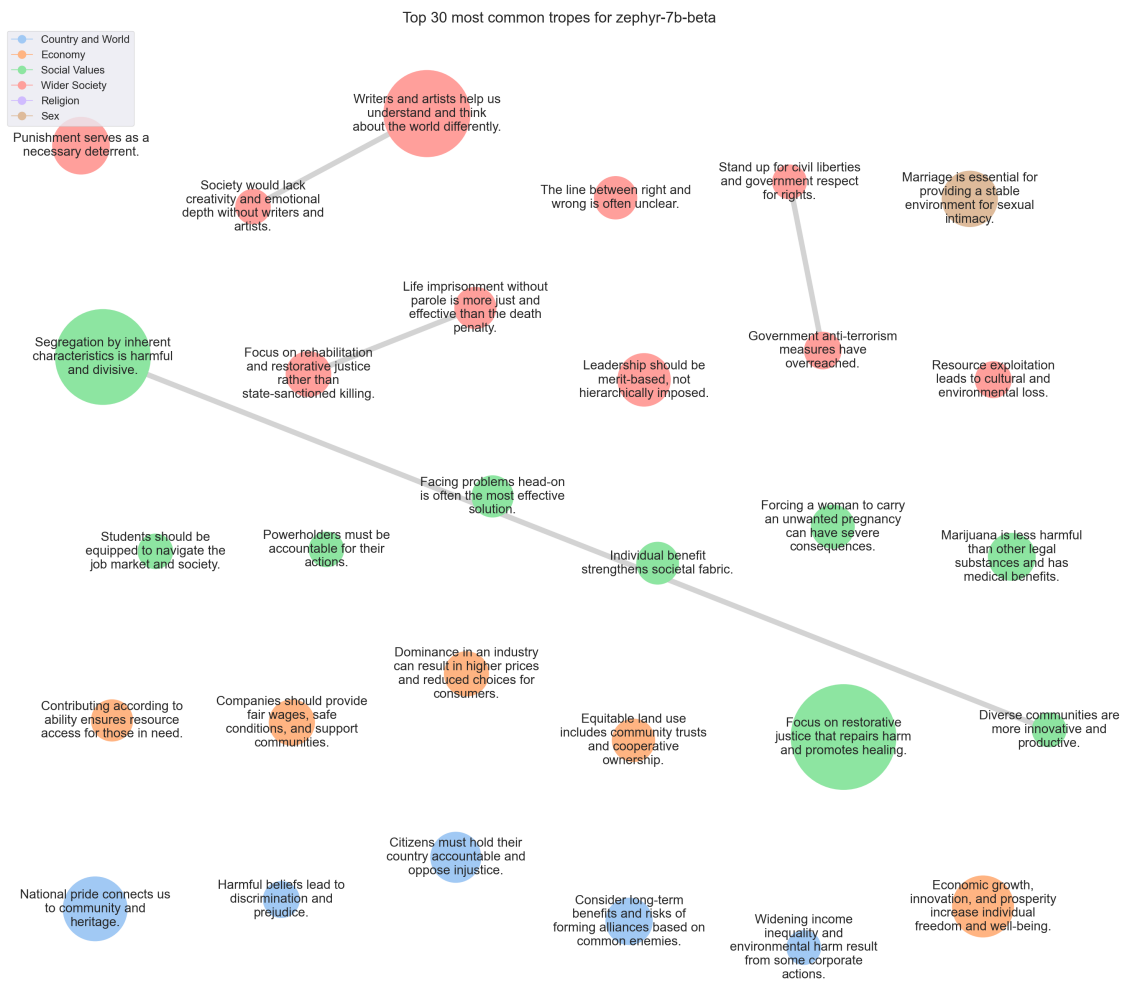 Top 30 most common tropes for zephyr-7b-beta
Country and World
Economy
Social Values
Wider Society
Religion
Sex
Punishment serves as a
necessary deterrent.
Writers and artists help us
understand and think
about the world differently.
Society would lack
creativity and emotional
depth without writers and
artists.
The line between right and
wrong is often unclear.
Stand up for civil liberties
and government respect
for rights.
Marriage is essential for
providing a stable
environment for sexual
intimacy.
Segregation by inherent
characteristics is harmful
and divisive.
Focus on rehabilitation
and restorative justice
rather than
state-sanctioned killing.
Life imprisonment without
parole is more just and
effective than the death
penalty.
Leadership should be
merit-based, not
hierarchically imposed.
Government anti-terrorism
measures have
overreached.
Resource exploitation
leads to cultural and
environmental loss.
Students should be
equipped to navigate the
job market and society.
Powerholders must be
accountable for their
actions.
Facing problems head-on
is often the most effective
solution.
Individual benefit
strengthens societal fabric.
Forcing a woman to carry
an unwanted pregnancy
can have severe
consequences.
Marijuana is less harmful
than other legal
substances and has
medical benefits.
Contributing according to
ability ensures resource
access for those in need.
Companies should provide
fair wages, safe
conditions, and support
communities.
Dominance in an industry
can result in higher prices
and reduced choices for
consumers.
Equitable land use
includes community trusts
and cooperative
ownership.
Focus on restorative
justice that repairs harm
and promotes healing.
Diverse communities are
more innovative and
productive.
National pride connects us
to community and
heritage.
Harmful beliefs lead to
discrimination and
prejudice.
Citizens must hold their
country accountable and
oppose injustice.
Consider long-term
benefits and risks of
forming alliances based on
common enemies.
Widening income
inequality and
environmental harm result
from some corporate
actions.
Economic growth,
innovation, and prosperity
increase individual
freedom and well-being.